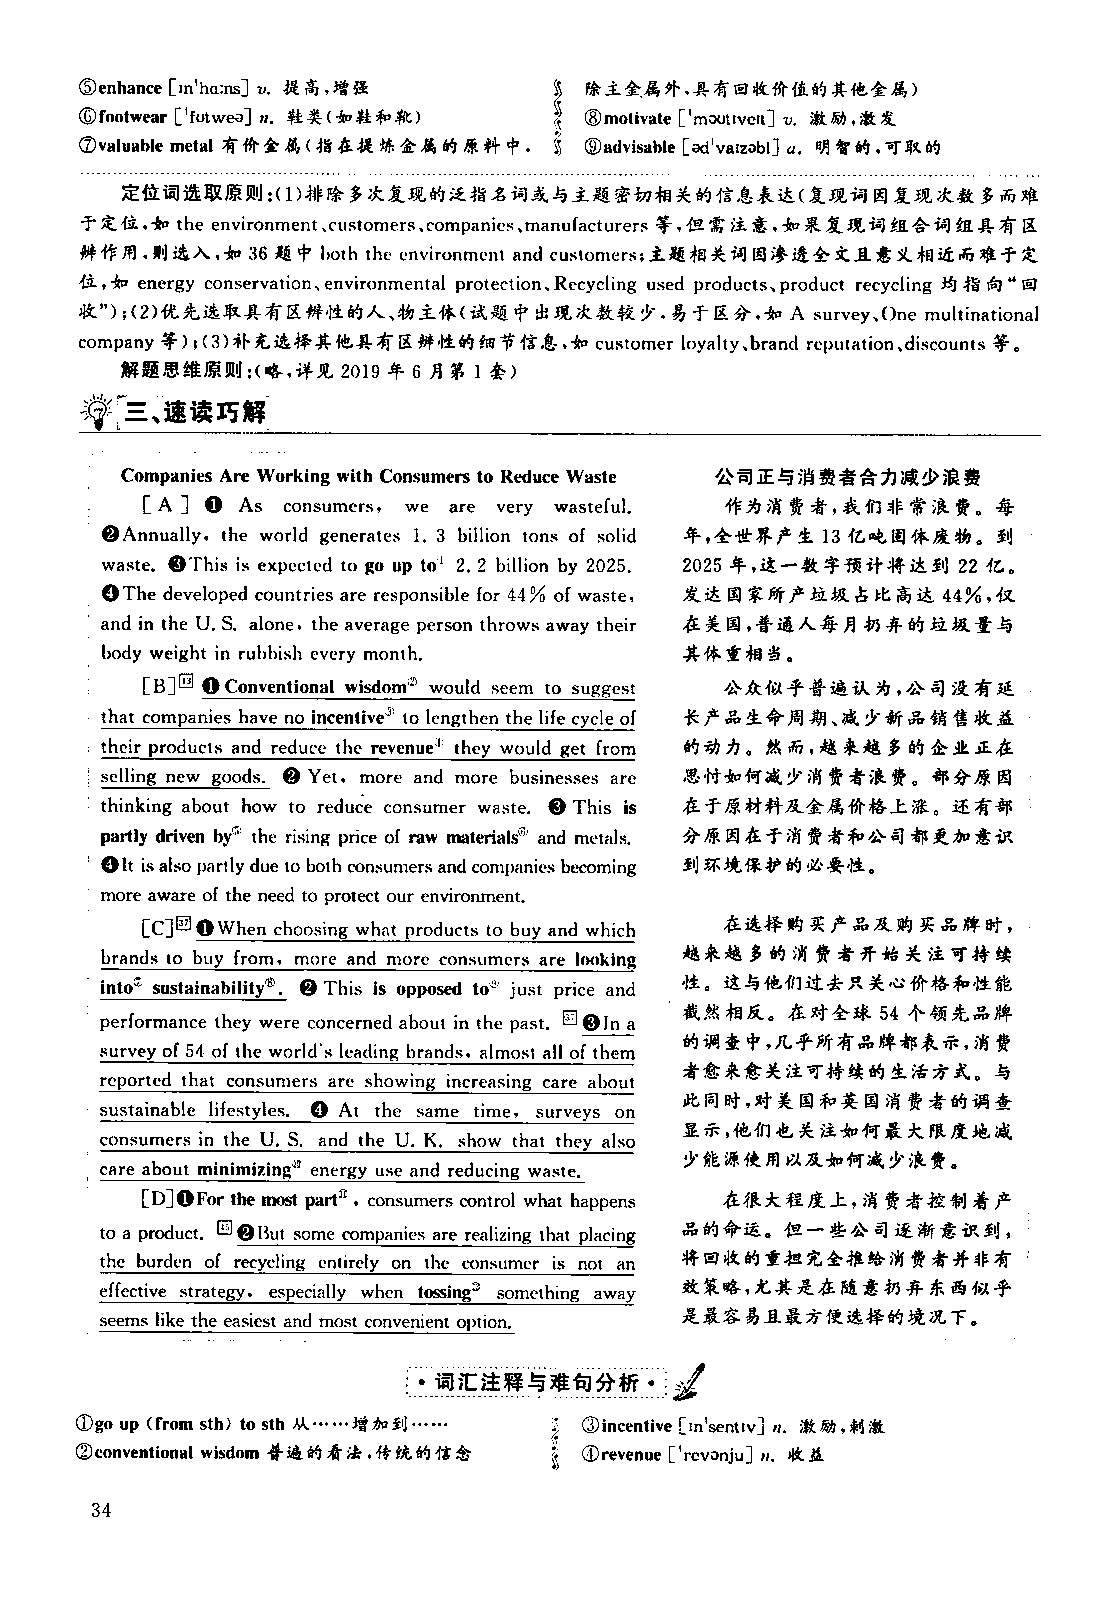 ⑤enhance [ɪn'hɑ:ns] v. 提高,增强
⑥footwear ['fʊtweə] n. 鞋类(如鞋和靴)
⑦valuable metal 有价金属(指在提炼金属的原料中,
除主金属外,具有回收价值的其他金属)
⑧motivate ['məʊtɪveɪt] v. 激励,激发
⑨advisable [əd'vaɪzəbl] a. 明智的,可取的
定位词选取原则:(1)排除多次复现的泛指名词或与主题密切相关的信息表达(复现词因复现次数多而难
于定位,如 the environment、customers、companies、manufacturers 等,但需注意,如果复现词组合词组具有区
辨作用,则选入,如 36 题中 both the environment and customers;主题相关词因渗透全文且意义相近而难于定
位,如 energy conservation、environmental protection、Recycling used products、product recycling 均指向“回
收”);(2)优先选取具有区辨性的人、物主体(试题中出现次数较少,易于区分,如 A survey、One multinational
company 等);(3)补充选择其他具有区辨性的细节信息,如 customer loyalty、brand reputation、discounts 等。
解题思维原则:(略,详见 2019 年 6 月第 1 套)
三、速读巧解
Companies Are Working with Consumers to Reduce Waste
[A] ❶ As consumers, we are very wasteful.
❷Annually, the world generates 1.3 billion tons of solid
waste. ❸This is expected to go up to① 2.2 billion by 2025.
❹The developed countries are responsible for 44% of waste,
and in the U.S. alone, the average person throws away their
body weight in rubbish every month.
[B]43 ❶Conventional wisdom② would seem to suggest
that companies have no incentive③ to lengthen the life cycle of
their products and reduce the revenue④ they would get from
selling new goods. ❷ Yet, more and more businesses are
thinking about how to reduce consumer waste. ❸ This is
partly driven by⑤ the rising price of raw materials⑥ and metals.
❹It is also partly due to both consumers and companies becoming
more aware of the need to protect our environment.
[C]37 ❶When choosing what products to buy and which
brands to buy from, more and more consumers are looking
into⑦ sustainability⑧. ❷ This is opposed to⑨ just price and
performance they were concerned about in the past. 37 ❸In a
survey of 54 of the world's leading brands, almost all of them
reported that consumers are showing increasing care about
sustainable lifestyles. ❹ At the same time, surveys on
consumers in the U.S. and the U.K. show that they also
care about minimizing⑩ energy use and reducing waste.
[D]❶For the most part⑪, consumers control what happens
to a product. 45 ❷But some companies are realizing that placing
the burden of recycling entirely on the consumer is not an
effective strategy, especially when tossing⑫ something away
seems like the easiest and most convenient option.
公司正与消费者合力减少浪费
作为消费者,我们非常浪费。每
年,全世界产生 13 亿吨固体废物。到
2025 年,这一数字预计将达到 22 亿。
发达国家所产垃圾占比高达 44%,仅
在美国,普通人每月扔弃的垃圾量与
其体重相当。
公众似乎普遍认为,公司没有延
长产品生命周期、减少新品销售收益
的动力。然而,越来越多的企业正在
思忖如何减少消费者浪费。部分原因
在于原材料及金属价格上涨。还有部
分原因在于消费者和公司都更加意识
到环境保护的必要性。
在选择购买产品及购买品牌时,
越来越多的消费者开始关注可持续
性。这与他们过去只关心价格和性能
截然相反。在对全球 54 个领先品牌
的调查中,几乎所有品牌都表示,消费
者愈来愈关注可持续的生活方式。与
此同时,对美国和英国消费者的调查
显示,他们也关注如何最大限度地减
少能源使用以及如何减少浪费。
在很大程度上,消费者控制着产
品的命运。但一些公司逐渐意识到,
将回收的重担完全推给消费者并非有
效策略,尤其是在随意扔弃东西似乎
是最容易且最方便选择的境况下。
·词汇注释与难句分析·
①go up (from sth) to sth 从……增加到……
②conventional wisdom 普遍的看法,传统的信念
③incentive [ɪn'sentɪv] n. 激励,刺激
④revenue ['revənju] n. 收益
34